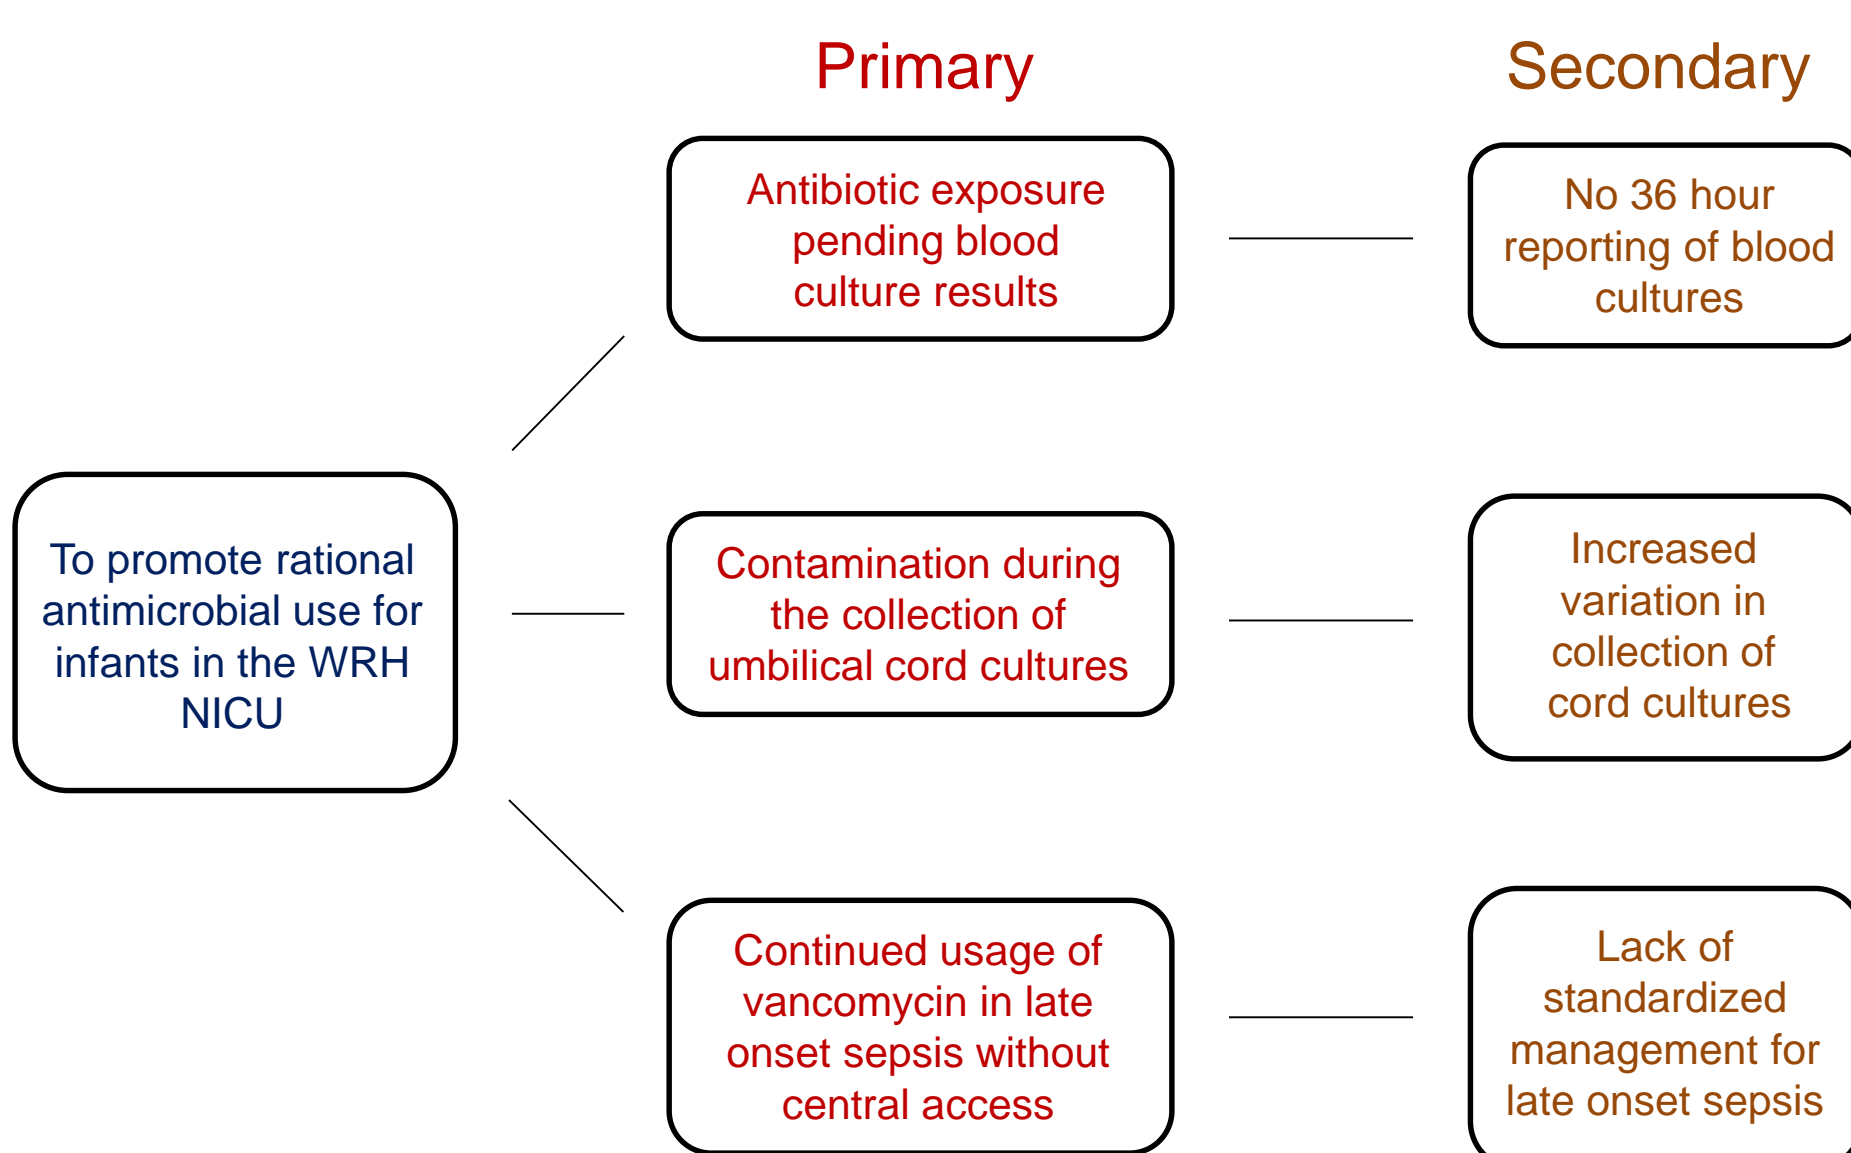 Primary
Secondary
Antibiotic exposure
pending blood
culture results
No 36 hour
reporting of blood
cultures
To promote rational
antimicrobial use for
infants in the WRH
NICU
Contamination during
the collection of
umbilical cord cultures
Increased
variation in
collection of
cord cultures
Continued usage of
vancomycin in late
onset sepsis without
central access
Lack of
standardized
management for
late onset sepsis